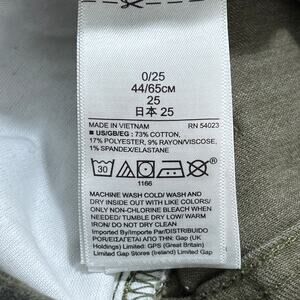 0/25
44/65CM
25
日本 25
MADE IN VIETNAM RN 54023
■ US/GB/EG : 73% COTTON,
17% POLYESTER, 9% RAYON/VISCOSE,
1% SPANDEX/ELASTANE
30
1166
MACHINE WASH COLD/ WASH AND
DRY INSIDE OUT WITH LIKE COLORS/
ONLY NON-CHLORINE BLEACH WHEN
NEEDED/ TUMBLE DRY LOW/ WARM
IRON/ DO NOT DRY CLEAN
Importer/Importe Par/DISTRIBUIDO
POR/ΕΙΣΑΓΕΤΑΙ ΑΠΟ ΤΗΝ: Gap (UK
Holdings) Limited: GPS (Great Britain)
Limited Gap Stores (Ireland) Limited Gap